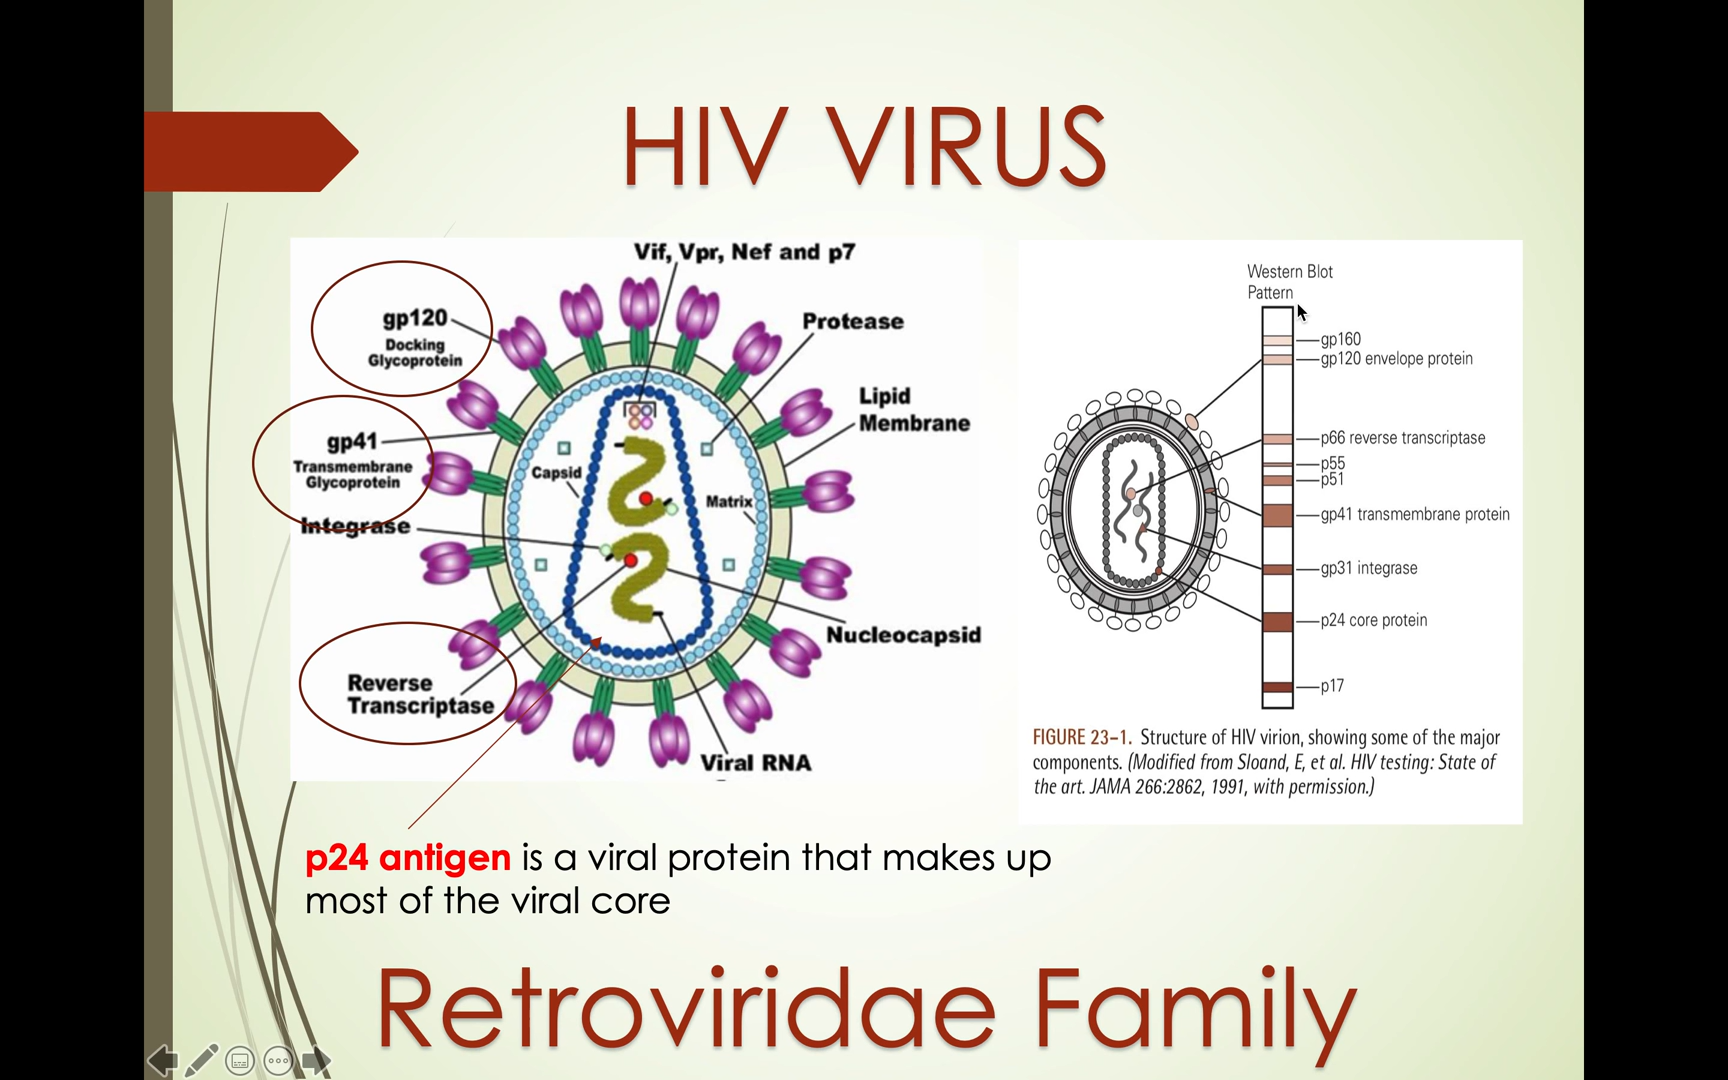 HIV VIRUS
Vif, Vpr, Nef and p7
gp120
Docking
Glycoprotein
Protease
Lipid
Membrane
gp41
Transmembrane
Glycoprotein
Capsid
Matrix
Integrase
Nucleocapsid
Reverse
Transcriptase
Viral RNA
Western Blot
Pattern
gp160
gp120 envelope protein
p66 reverse transcriptase
p55
p51
gp41 transmembrane protein
gp31 integrase
p24 core protein
p17
FIGURE 23–1. Structure of HIV virion, showing some of the major
components. (Modified from Sloand, E, et al. HIV testing: State of
the art. JAMA 266:2862, 1991, with permission.)
p24 antigen is a viral protein that makes up
most of the viral core
Retroviridae Family